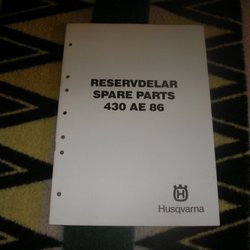 RESERVDELAR
SPARE PARTS
430 AE 86
Husqvarna